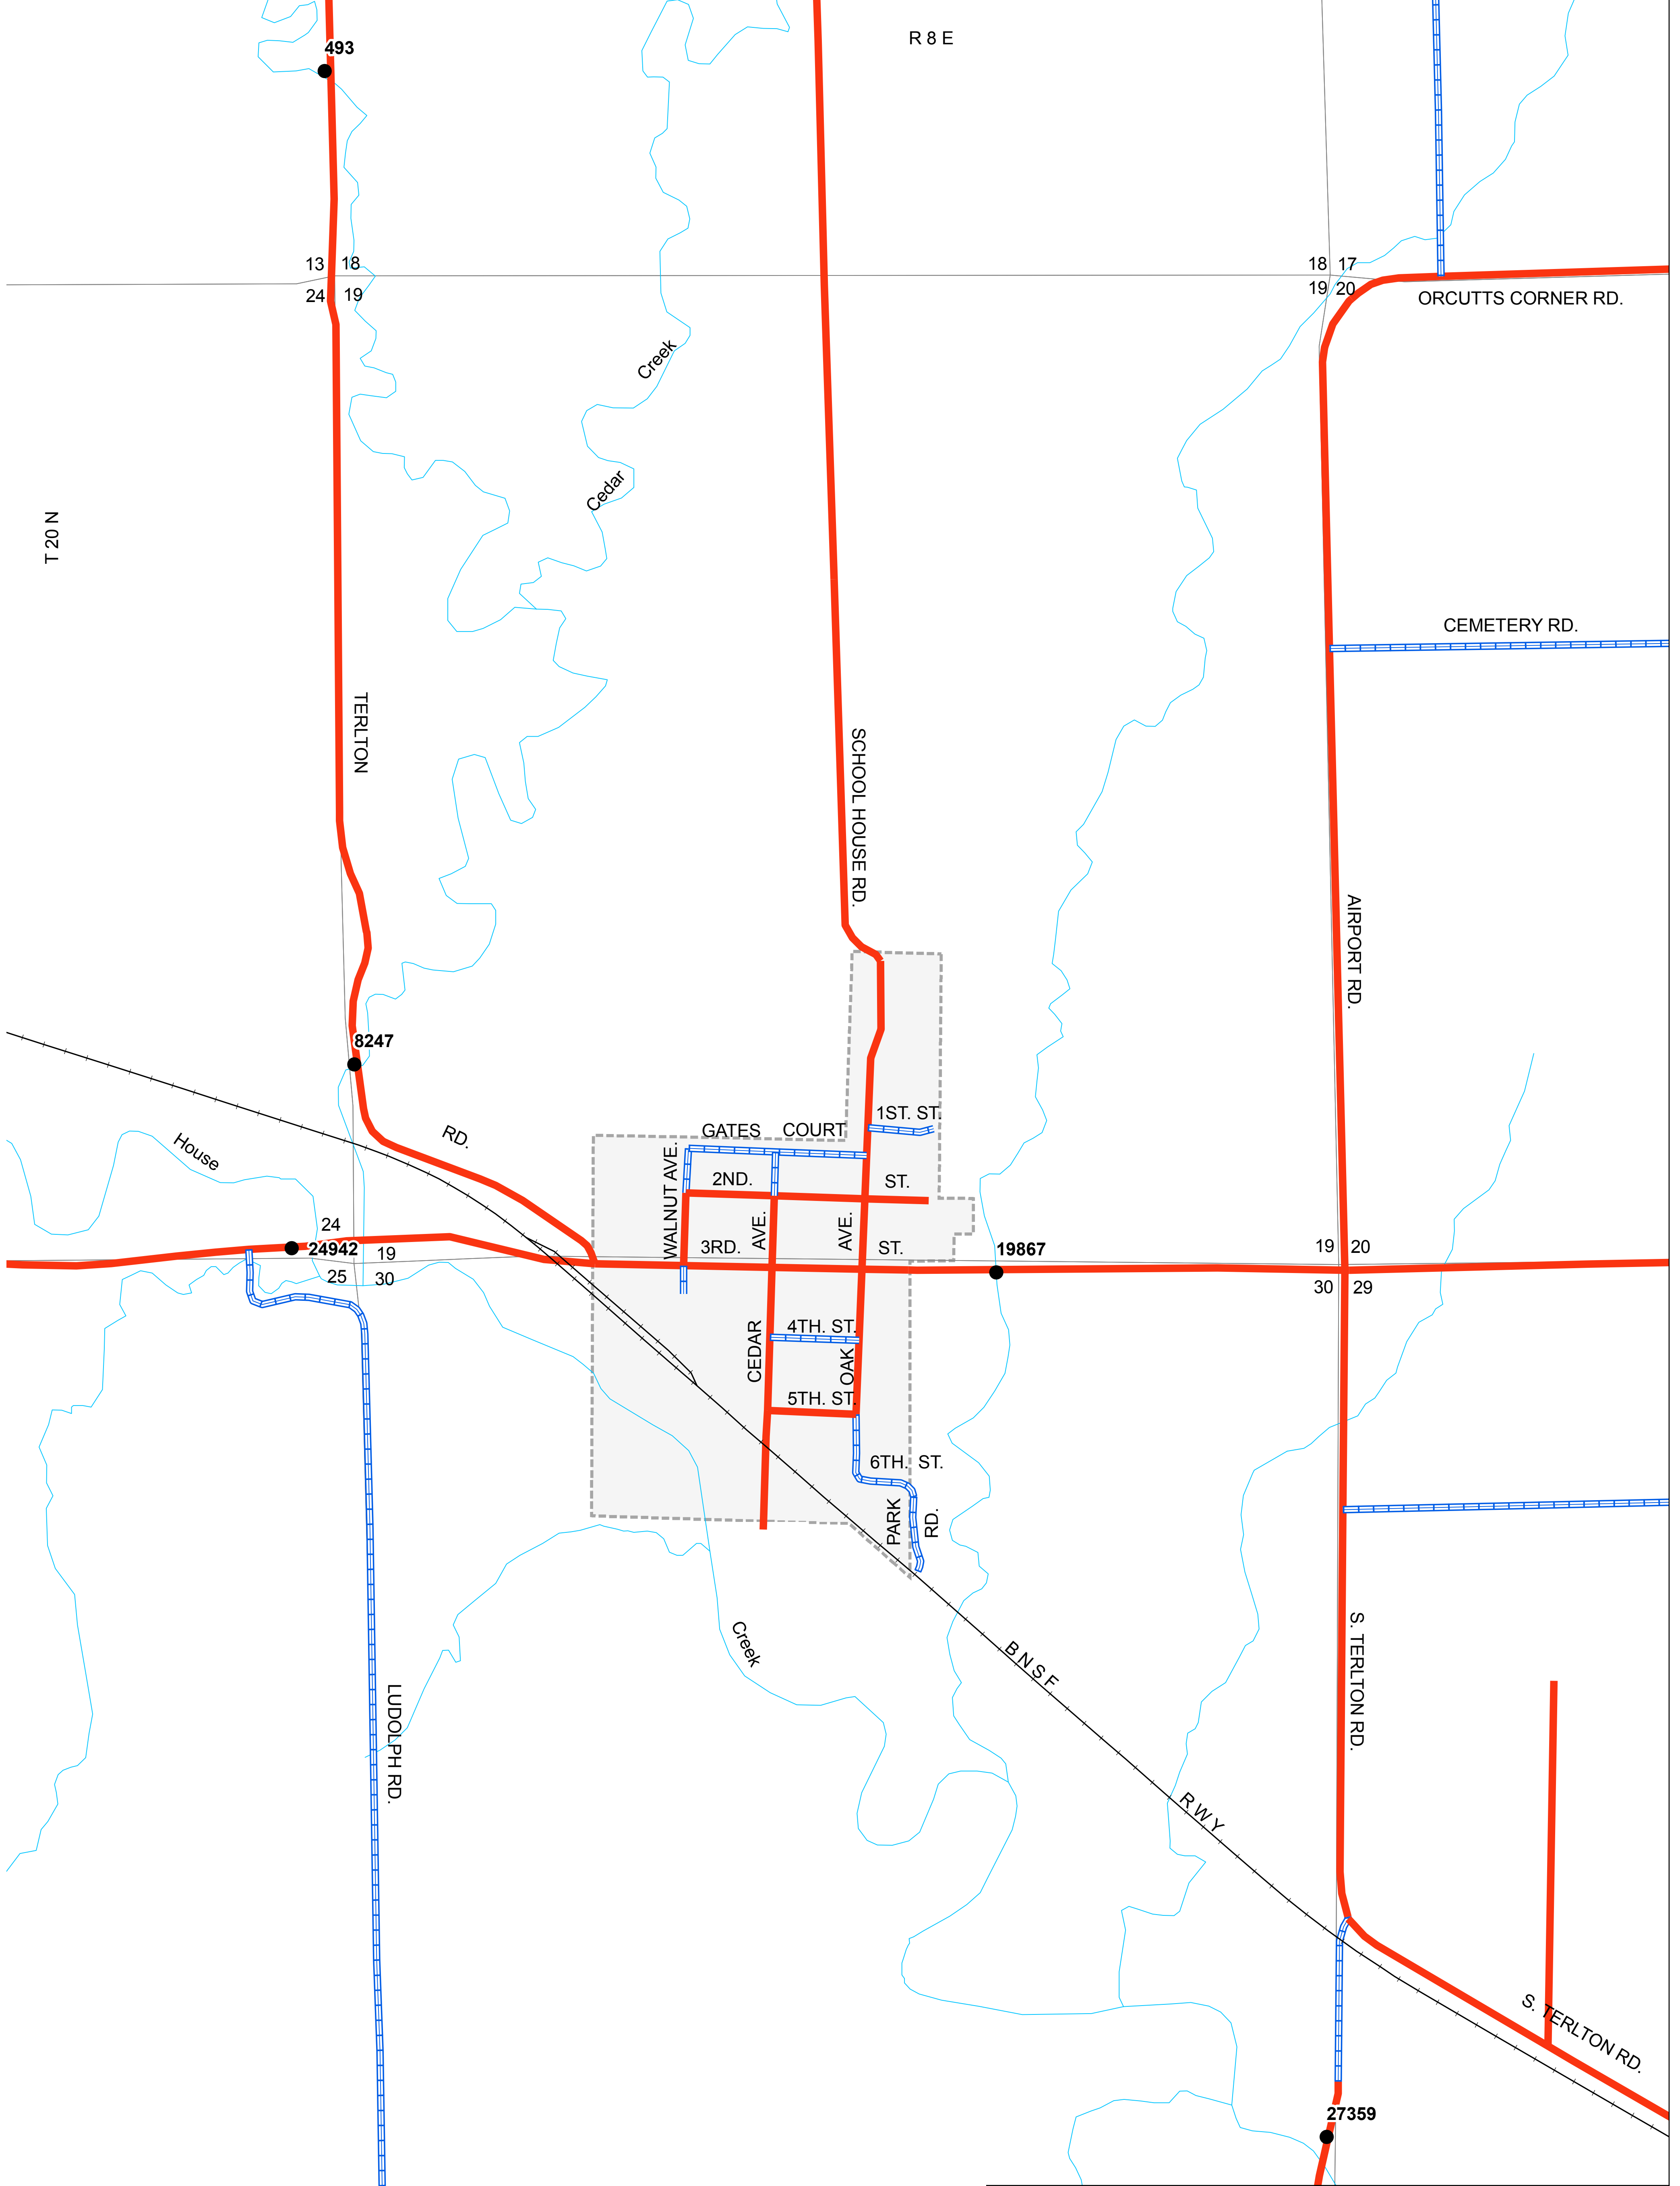 R 8 E
493
13 18
24 19
18 17
19 20
ORCUTTS CORNER RD.
Creek
Cedar
T 20 N
CEMETERY RD.
TERLTON
SCHOOL HOUSE RD.
AIRPORT RD.
8247
RD.
House
1ST. ST.
GATES COURT
WALNUT AVE.
2ND. ST.
AVE.
AVE.
24
24942
19
3RD. ST.
19867
19 20
25 30
30 29
CEDAR
4TH. ST.
OAK
5TH. ST.
6TH. ST.
PARK RD.
Creek
B N S F
R W Y
LUDOLPH RD.
S. TERLTON RD.
S. TERLTON RD.
27359